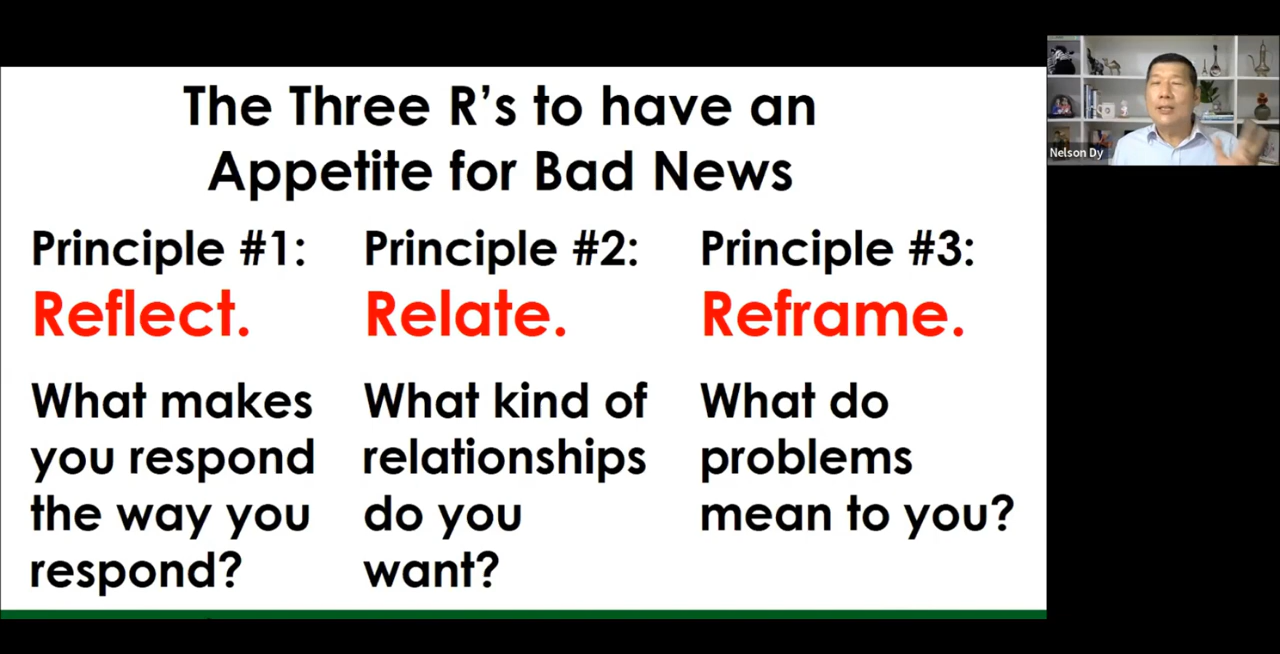 The Three R's to have an
Appetite for Bad News
Principle #1:
Reflect.
What makes
you respond
the way you
respond?
Principle #2:
Relate.
What kind of
relationships
do you
want?
Principle #3:
Reframe.
What do
problems
mean to you?
Nelson Dy